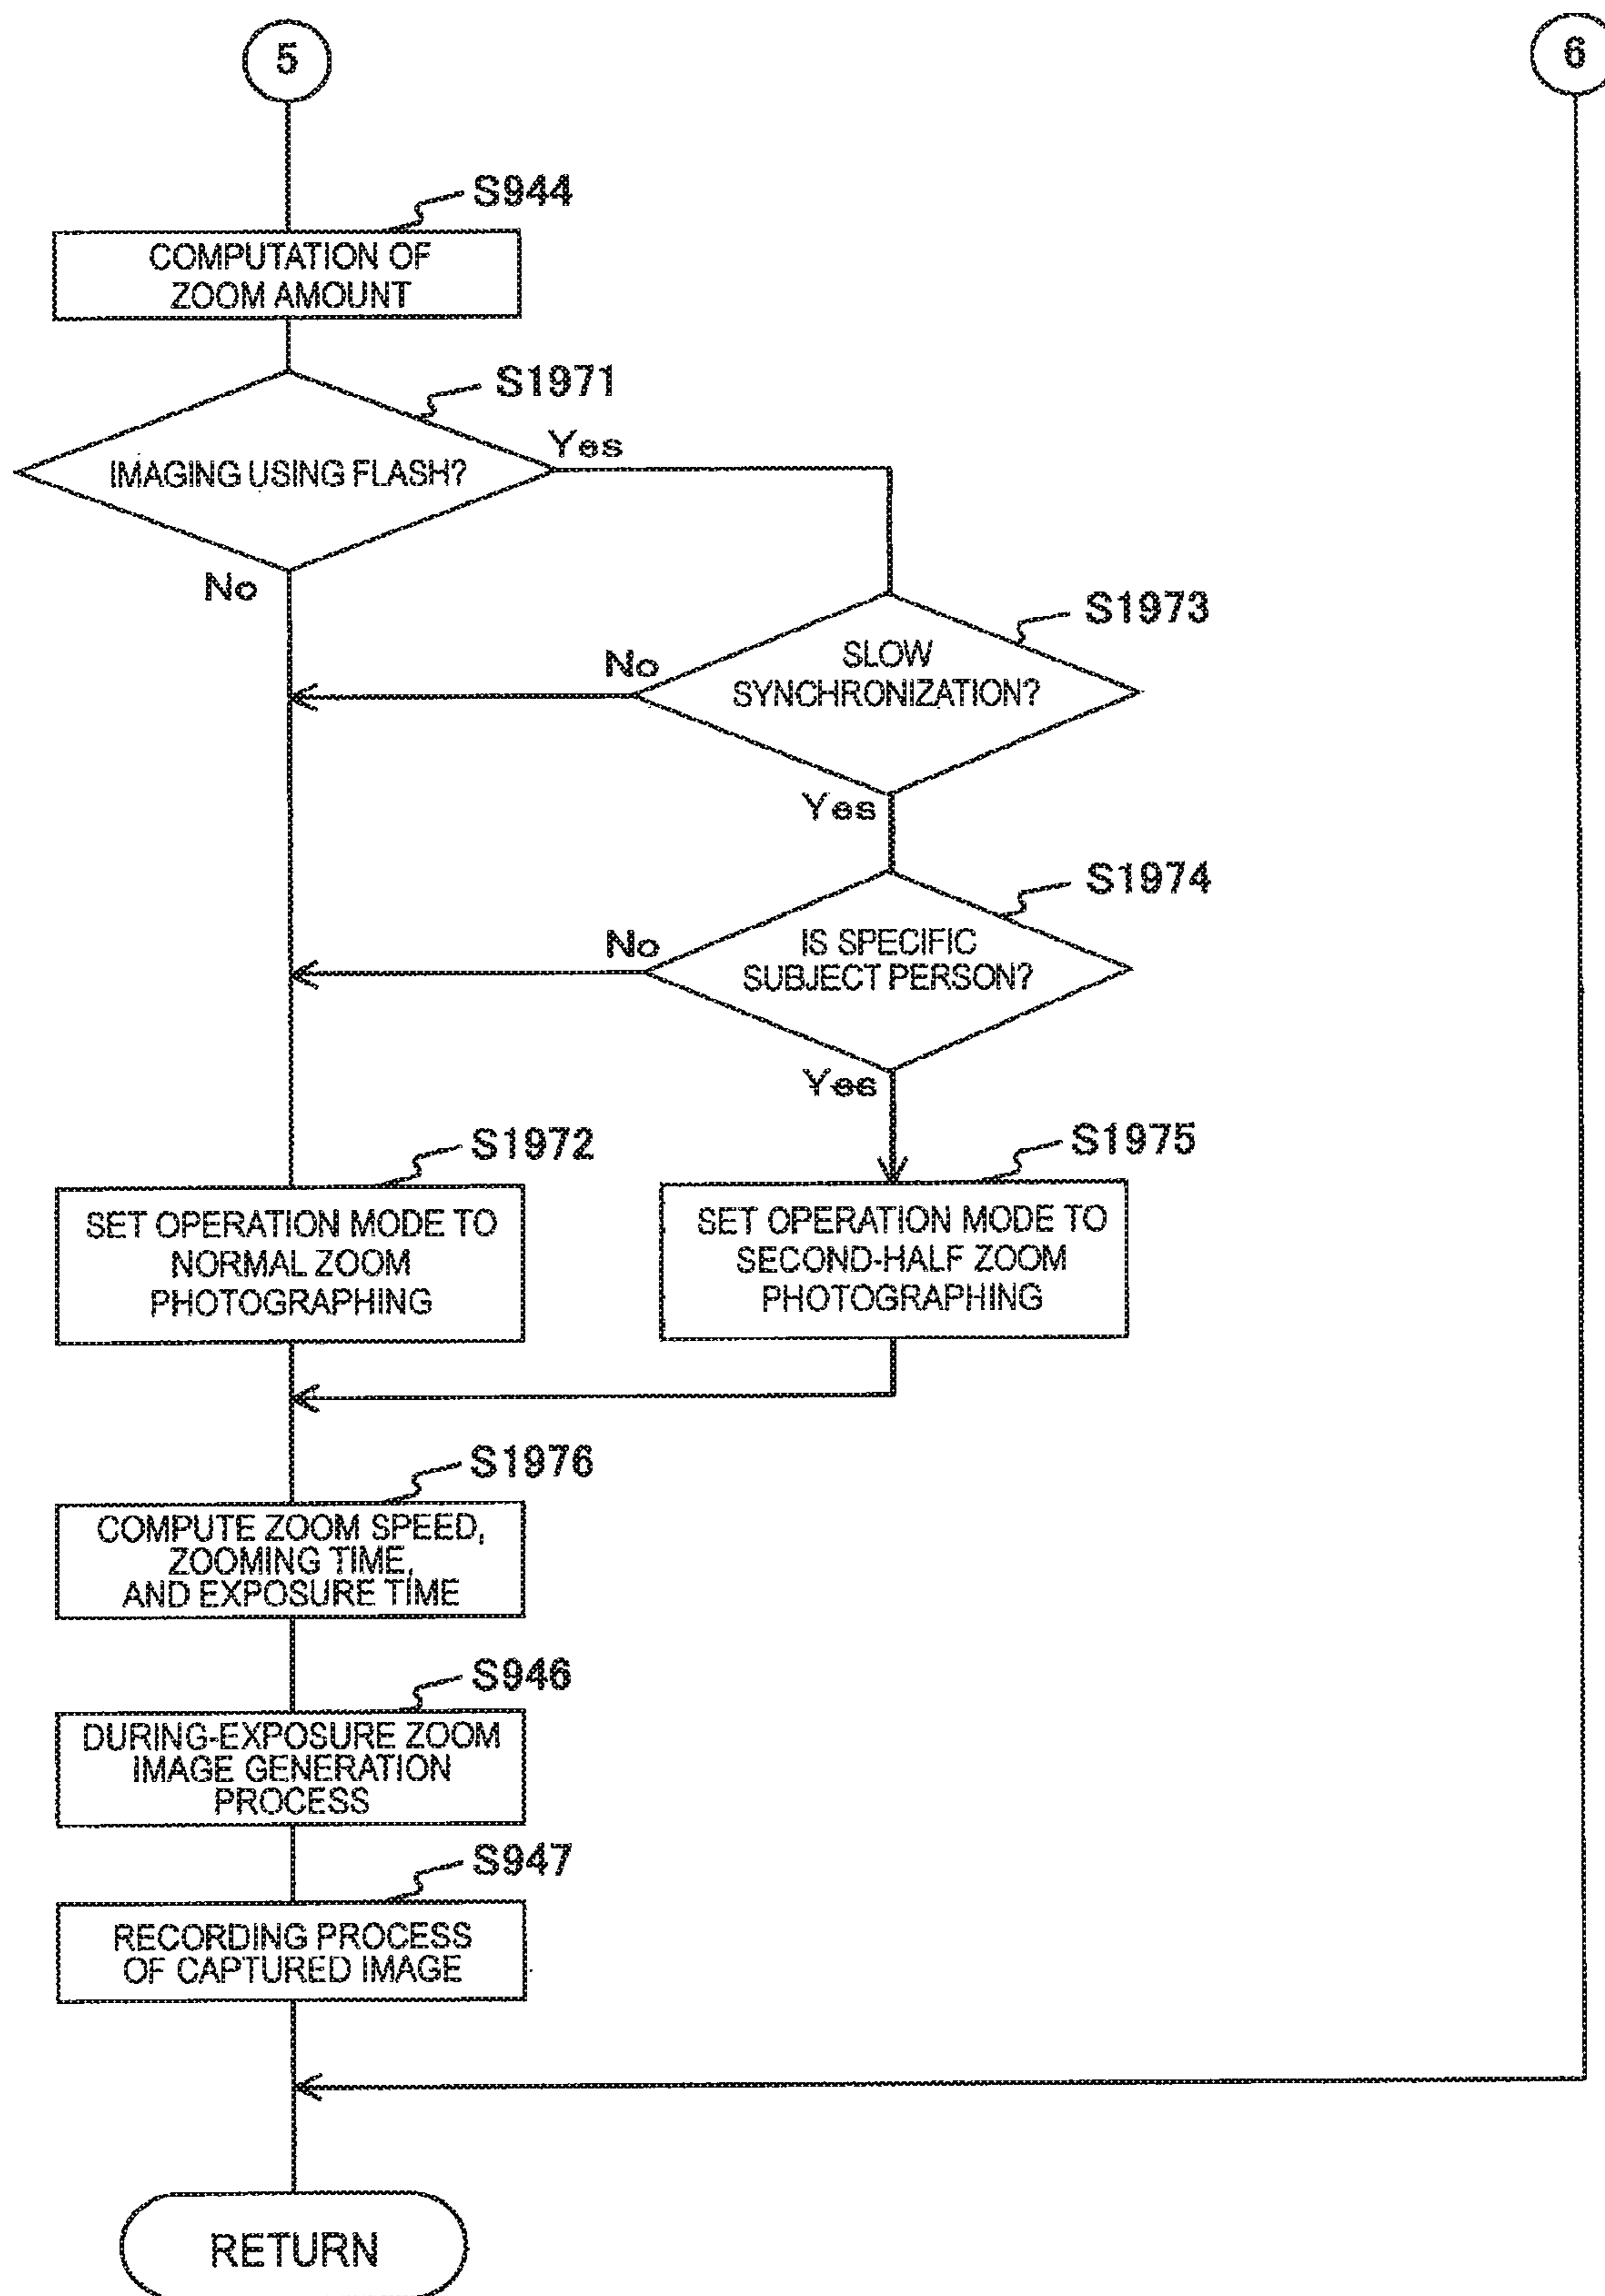 5
6
S944
COMPUTATION OF
ZOOM AMOUNT
S1971
IMAGING USING FLASH?
Yes
No
S1973
SLOW
SYNCHRONIZATION?
No
Yes
S1974
IS SPECIFIC
SUBJECT PERSON?
No
Yes
S1972
SET OPERATION MODE TO
NORMAL ZOOM
PHOTOGRAPHING
S1975
SET OPERATION MODE TO
SECOND-HALF ZOOM
PHOTOGRAPHING
S1976
COMPUTE ZOOM SPEED,
ZOOMING TIME,
AND EXPOSURE TIME
S946
DURING-EXPOSURE ZOOM
IMAGE GENERATION
PROCESS
S947
RECORDING PROCESS
OF CAPTURED IMAGE
RETURN